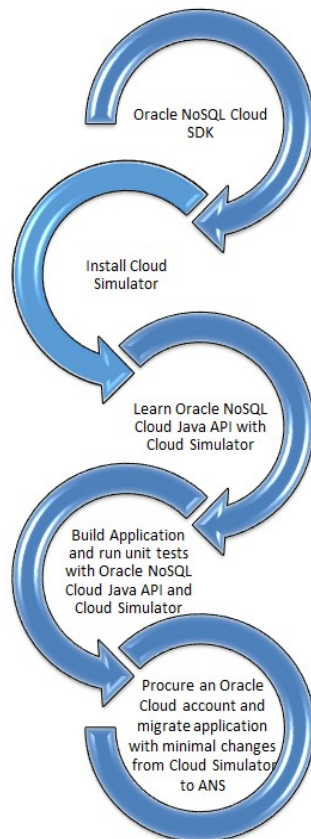 Oracle NoSQL Cloud
SDK
Install Cloud
Simulator
Learn Oracle NoSQL
Cloud Java API with
Cloud Simulator
Build Application
and run unit tests
with Oracle NoSQL
Cloud Java API and
Cloud Simulator
Procure an Oracle
Cloud account and
migrate application
with minimal changes
from Cloud Simulator
to ANS